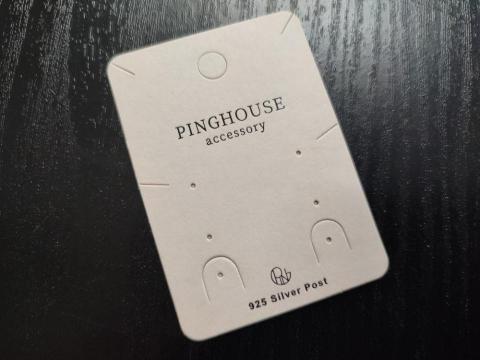 PINGHOUSE
accessory
925 Silver Post